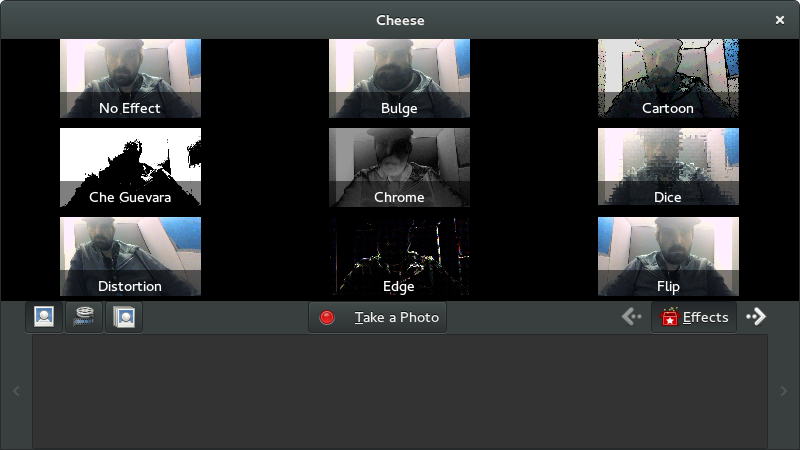 Cheese
No Effect
Bulge
Cartoon
Che Guevara
Chrome
Dice
Distortion
Edge
Flip
Take a Photo
Effects